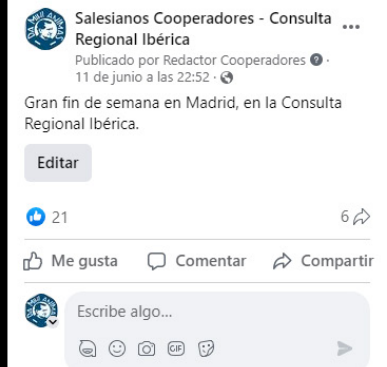 Salesianos Cooperadores - Consulta
Regional Ibérica
Publicado por Redactor Cooperadores ·
11 de junio a las 22:52 ·
Gran fin de semana en Madrid, en la Consulta
Regional Ibérica.
Editar
21
6
Me gusta
Comentar
Compartir
Escribe algo...
GIF